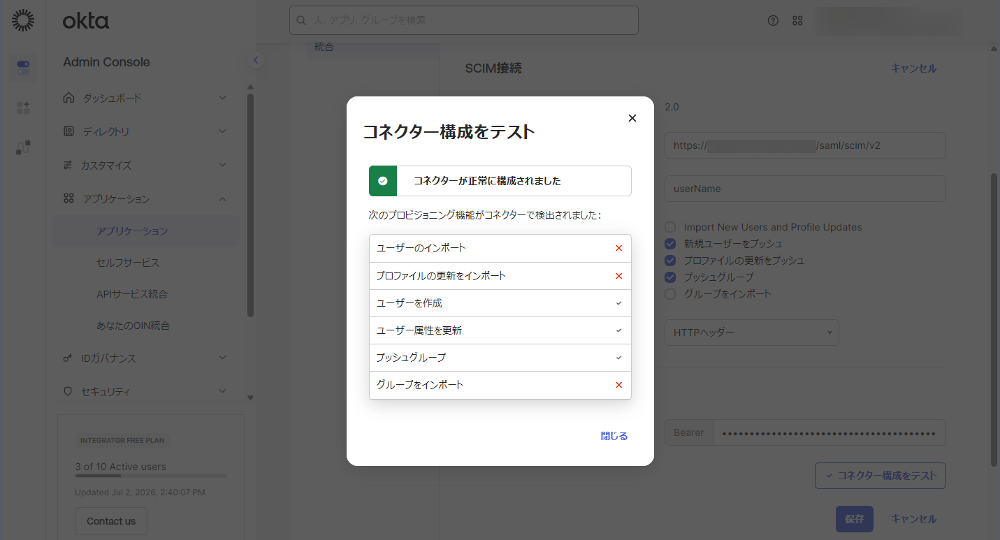 okta
人、アプリ、グループを検索
Admin Console
ダッシュボード
ディレクトリ
カスタマイズ
アプリケーション
アプリケーション
セルフサービス
APIサービス統合
あなたのOIN統合
IDガバナンス
セキュリティ
INTEGRATOR FREE PLAN
3 of 10 Active users
Updated Jul 2, 2026, 2:40:07 PM
Contact us
統合
SCIM接続
キャンセル
2.0
https:// /saml/scim/v2
userName
Import New Users and Profile Updates
新規ユーザーをプッシュ
プロファイルの更新をプッシュ
プッシュグループ
グループをインポート
HTTPヘッダー
Bearer
コネクター構成をテスト
保存
キャンセル
コネクター構成をテスト
コネクターが正常に構成されました
次のプロビジョニング機能がコネクターで検出されました:
ユーザーのインポート
プロファイルの更新をインポート
ユーザーを作成
ユーザー属性を更新
プッシュグループ
グループをインポート
閉じる